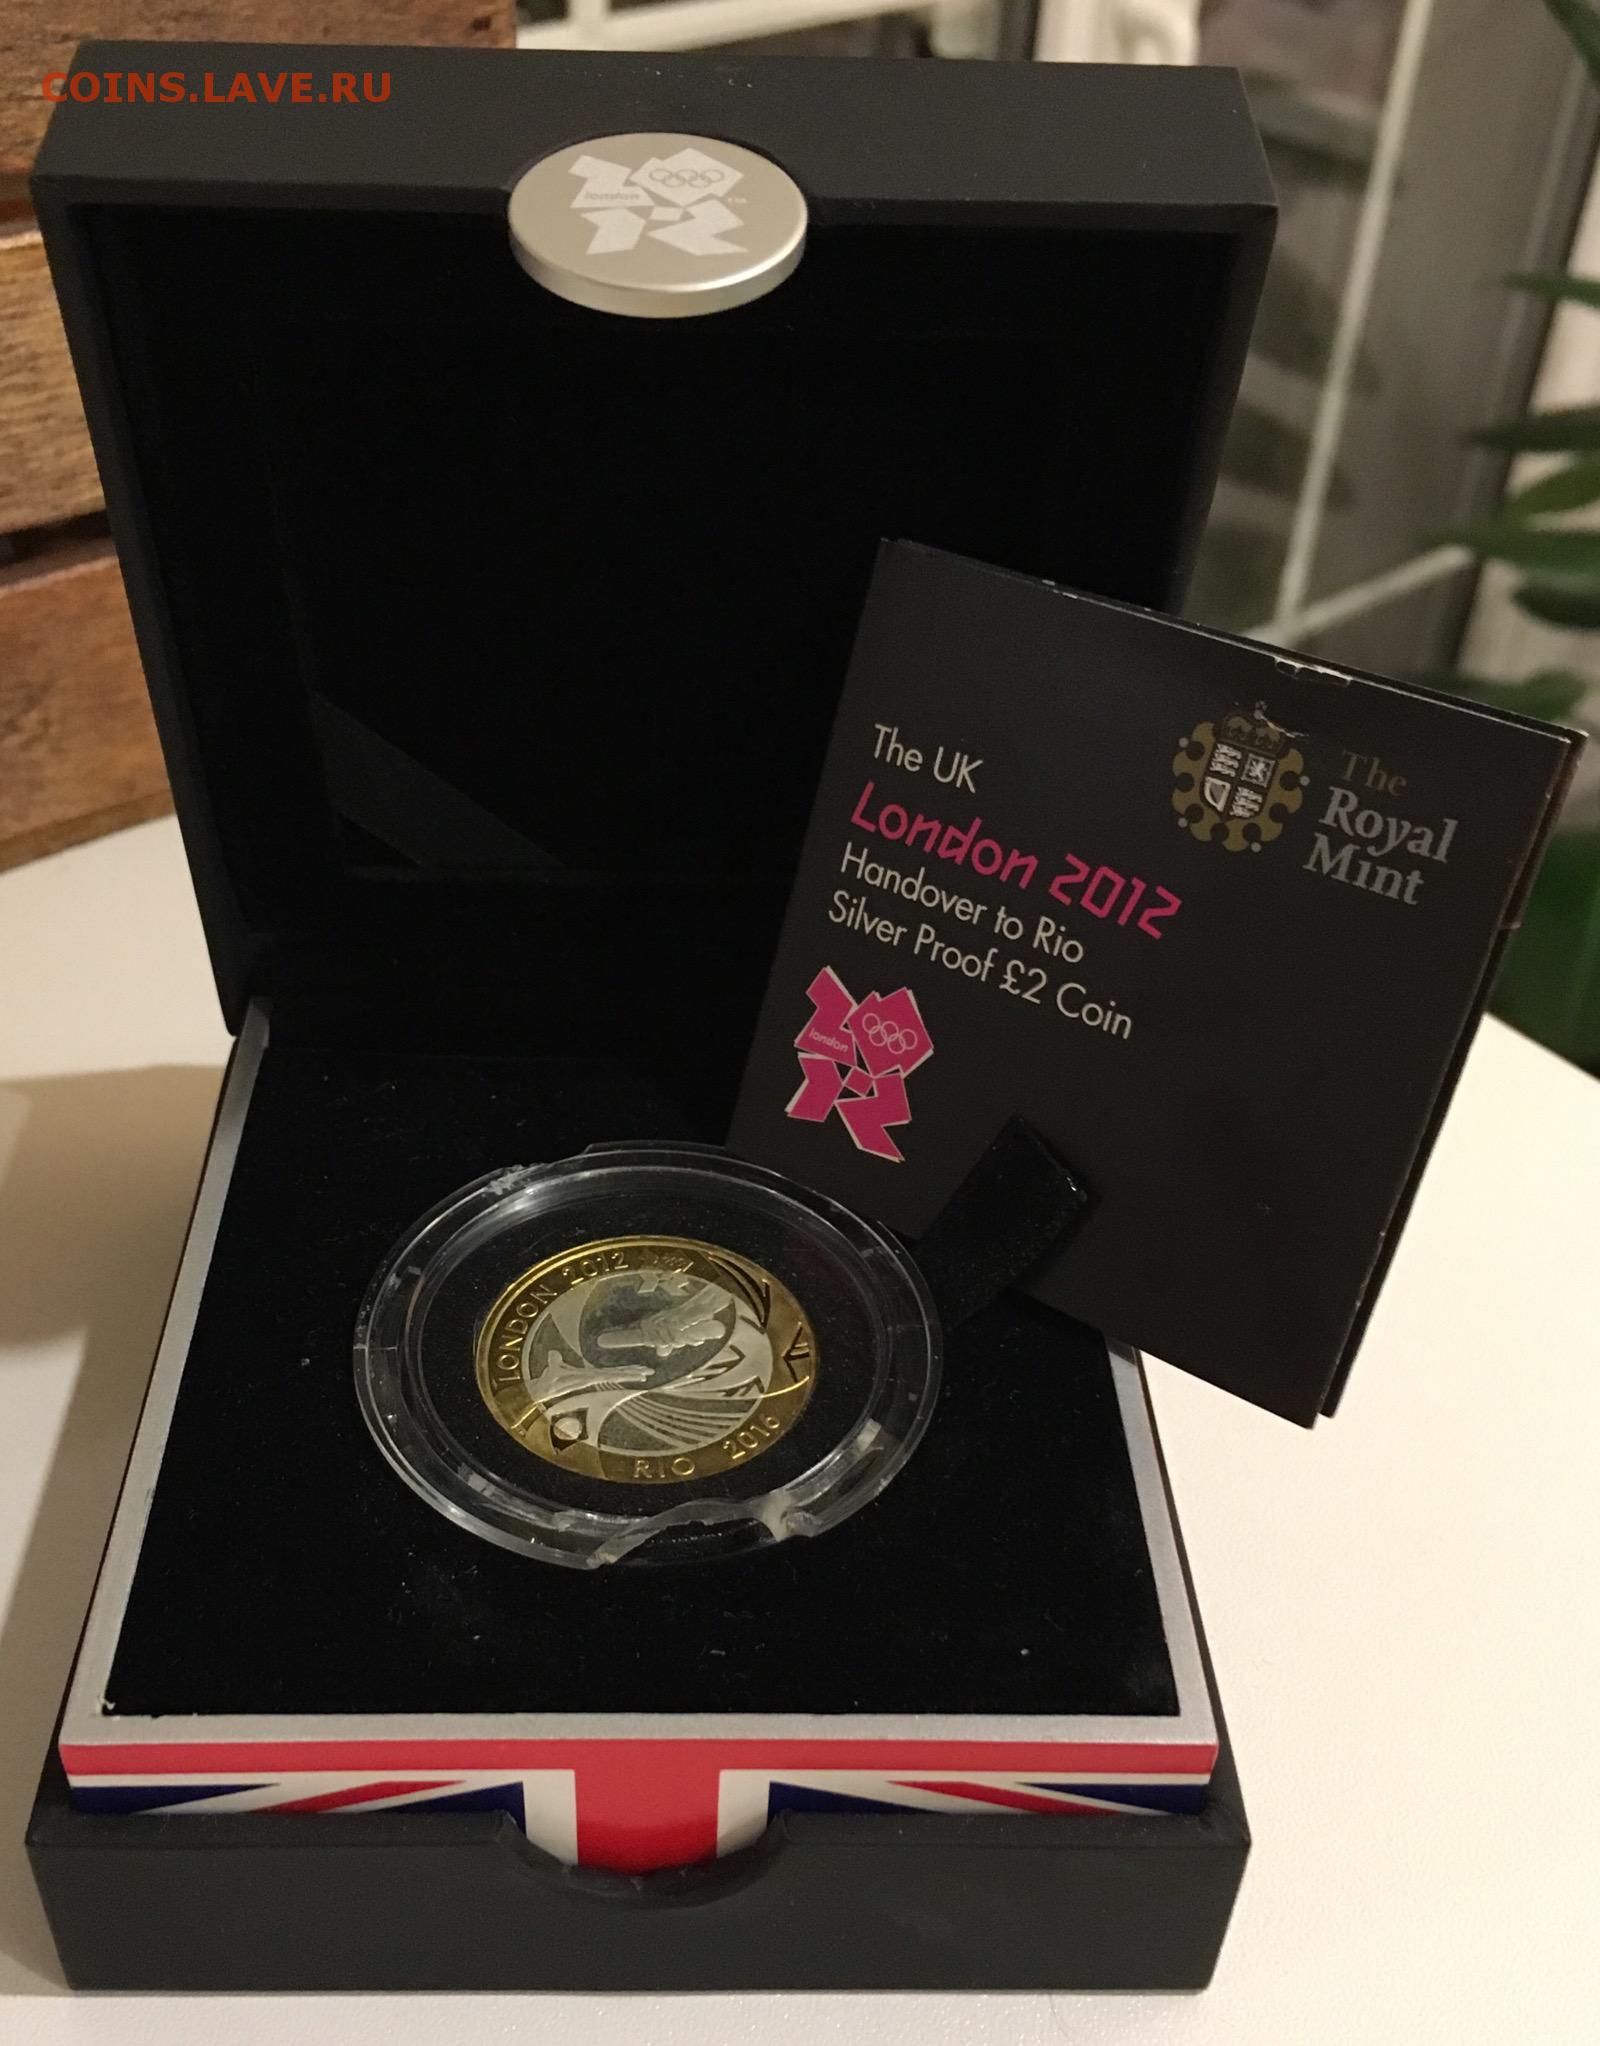 COINS.LAVE.RU
london
The UK
London 2012
Handover to Rio
Silver Proof £2 Coin
The
Royal
Mint
london
LONDON 2012
RIO 2016